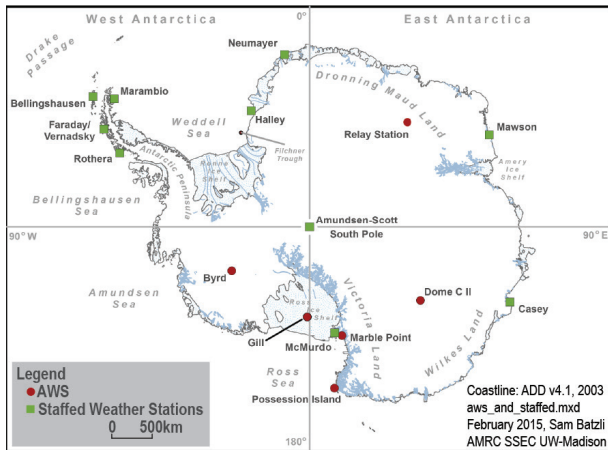 West Antarctica
0°
East Antarctica
Drake
Passage
Neumayer
Dronning Maud Land
Bellingshausen
Marambio
Weddell
Sea
Halley
Relay Station
Mawson
Faraday/
Vernadsky
Filchner
Trough
Rothera
Antarctic Peninsula
Ronne
Ice
Shelf
Amery
Ice
Shelf
Bellingshausen
Sea
Amundsen-Scott
South Pole
90°W
90°E
Byrd
Amundsen
Sea
Ross
Ice
Shelf
Victoria
Land
Dome C II
Casey
Gill
McMurdo
Marble Point
Wilkes Land
Ross
Sea
Possession Island
Legend
AWS
Staffed Weather Stations
0
500km
180°
Coastline: ADD v4.1, 2003
aws_and_staffed.mxd
February 2015, Sam Batzli
AMRC SSEC UW-Madison